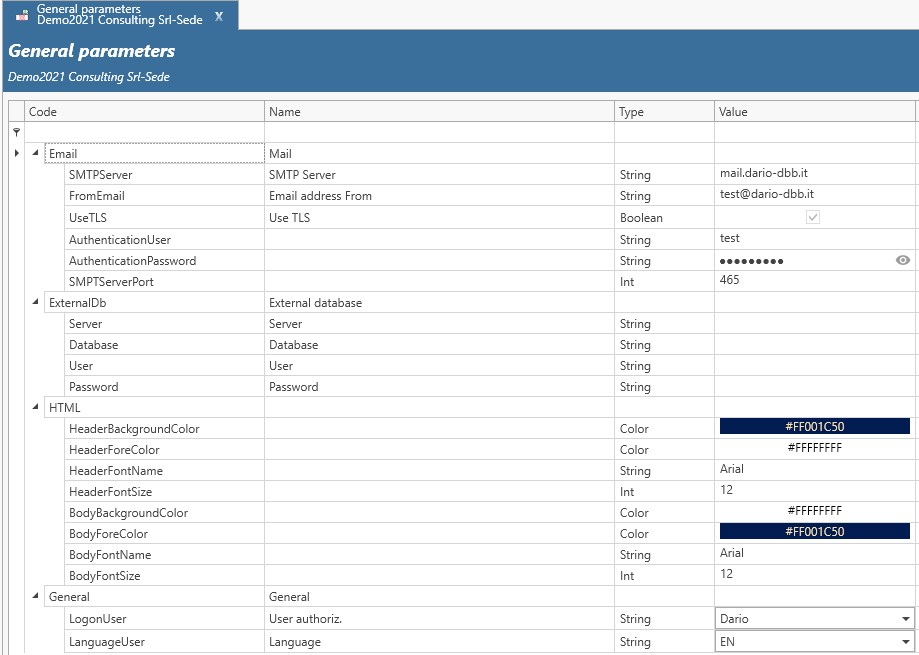 General parameters
Demo2021 Consulting Srl-Sede X
General parameters
Demo2021 Consulting Srl-Sede
Code Name Type Value
Email Mail
SMTPServer SMTP Server String mail.dario-dbb.it
FromEmail Email address From String test@dario-dbb.it
UseTLS Use TLS Boolean
AuthenticationUser String test
AuthenticationPassword String ●●●●●●●●●
SMPTServerPort Int 465
ExternalDb External database
Server Server String
Database Database String
User User String
Password Password String
HTML
HeaderBackgroundColor Color #FF001C50
HeaderForeColor Color #FFFFFFFF
HeaderFontName String Arial
HeaderFontSize Int 12
BodyBackgroundColor Color #FFFFFFFF
BodyForeColor Color #FF001C50
BodyFontName String Arial
BodyFontSize Int 12
General General
LogonUser User authoriz. String Dario
LanguageUser Language String EN